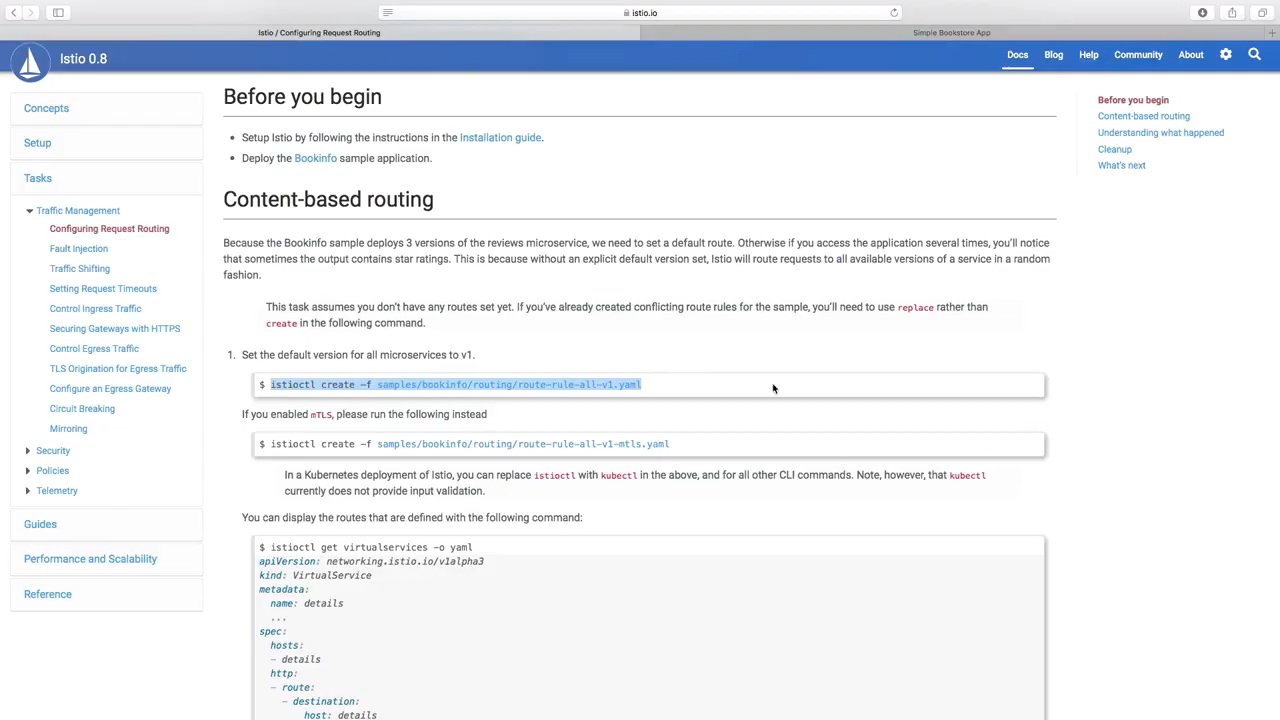 istio.io
Istio / Configuring Request Routing
Simple Bookstore App
Istio 0.8
Docs
Blog
Help
Community
About
Concepts
Setup
Tasks
Traffic Management
Configuring Request Routing
Fault Injection
Traffic Shifting
Setting Request Timeouts
Control Ingress Traffic
Securing Gateways with HTTPS
Control Egress Traffic
TLS Origination for Egress Traffic
Configure an Egress Gateway
Circuit Breaking
Mirroring
Security
Policies
Telemetry
Guides
Performance and Scalability
Reference
Before you begin
• Setup Istio by following the instructions in the Installation guide.
• Deploy the Bookinfo sample application.
Content-based routing
Because the Bookinfo sample deploys 3 versions of the reviews microservice, we need to set a default route. Otherwise if you access the application several times, you'll notice
that sometimes the output contains star ratings. This is because without an explicit default version set, Istio will route requests to all available versions of a service in a random
fashion.
This task assumes you don't have any routes set yet. If you've already created conflicting route rules for the sample, you'll need to use replace rather than
create in the following command.
1. Set the default version for all microservices to v1.
$ istioctl create -f samples/bookinfo/routing/route-rule-all-v1.yaml
If you enabled mTLS, please run the following instead
$ istioctl create -f samples/bookinfo/routing/route-rule-all-v1-mtls.yaml
In a Kubernetes deployment of Istio, you can replace istioctl with kubectl in the above, and for all other CLI commands. Note, however, that kubectl
currently does not provide input validation.
You can display the routes that are defined with the following command:
$ istioctl get virtualservices -o yaml
apiVersion: networking.istio.io/v1alpha3
kind: VirtualService
metadata:
name: details
...
spec:
hosts:
- details
http:
- route:
- destination:
host: details
Before you begin
Content-based routing
Understanding what happened
Cleanup
What's next